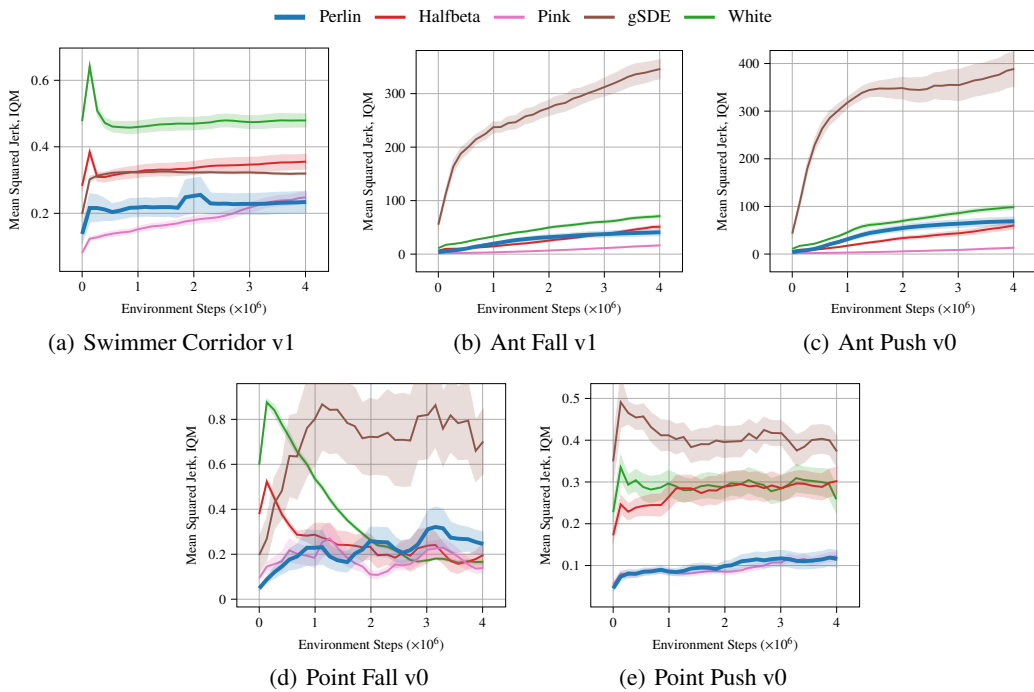 Perlin Halfbeta Pink gSDE White
Mean Squared Jerk, IQM
0.6
0.4
0.2
0 1 2 3 4
Environment Steps (×10⁶)
(a) Swimmer Corridor v1
Mean Squared Jerk, IQM
300
200
100
0
0 1 2 3 4
Environment Steps (×10⁶)
(b) Ant Fall v1
Mean Squared Jerk, IQM
400
300
200
100
0
0 1 2 3 4
Environment Steps (×10⁶)
(c) Ant Push v0
Mean Squared Jerk, IQM
0.8
0.6
0.4
0.2
0
0 1 2 3 4
Environment Steps (×10⁶)
(d) Point Fall v0
Mean Squared Jerk, IQM
0.5
0.4
0.3
0.2
0.1
0 1 2 3 4
Environment Steps (×10⁶)
(e) Point Push v0